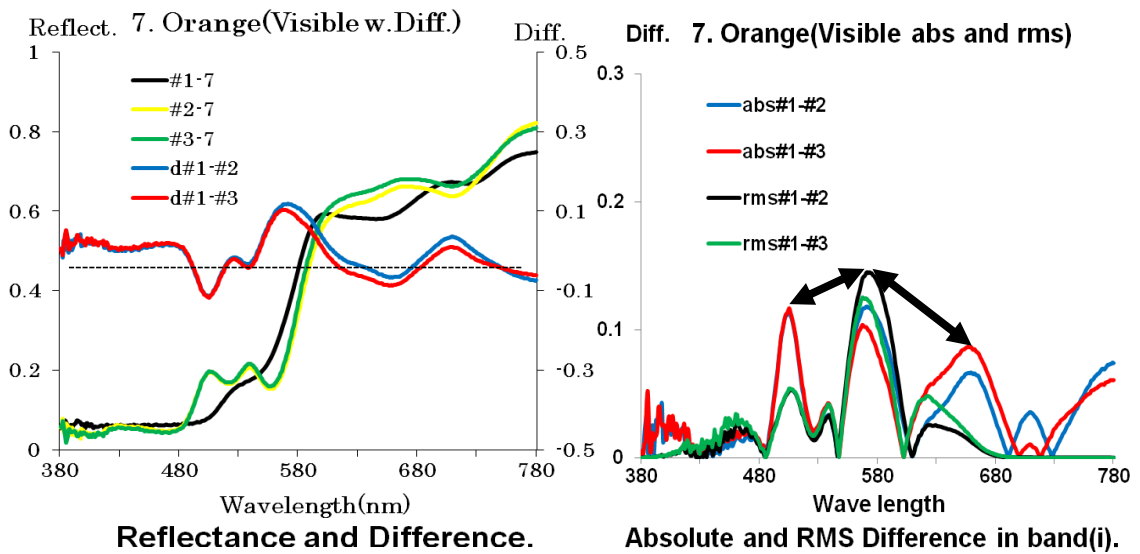 Reflect. 7. Orange(Visible w.Diff.) Diff.
1
0.8
0.6
0.4
0.2
0
0.5
0.3
0.1
-0.1
-0.3
-0.5
#1-7
#2-7
#3-7
d#1-#2
d#1-#3
380 480 580 680 780
Wavelength(nm)
Reflectance and Difference.
Diff. 7. Orange(Visible abs and rms)
0.3
0.2
0.1
0
abs#1-#2
abs#1-#3
rms#1-#2
rms#1-#3
380 480 580 680 780
Wave length
Absolute and RMS Difference in band(i).